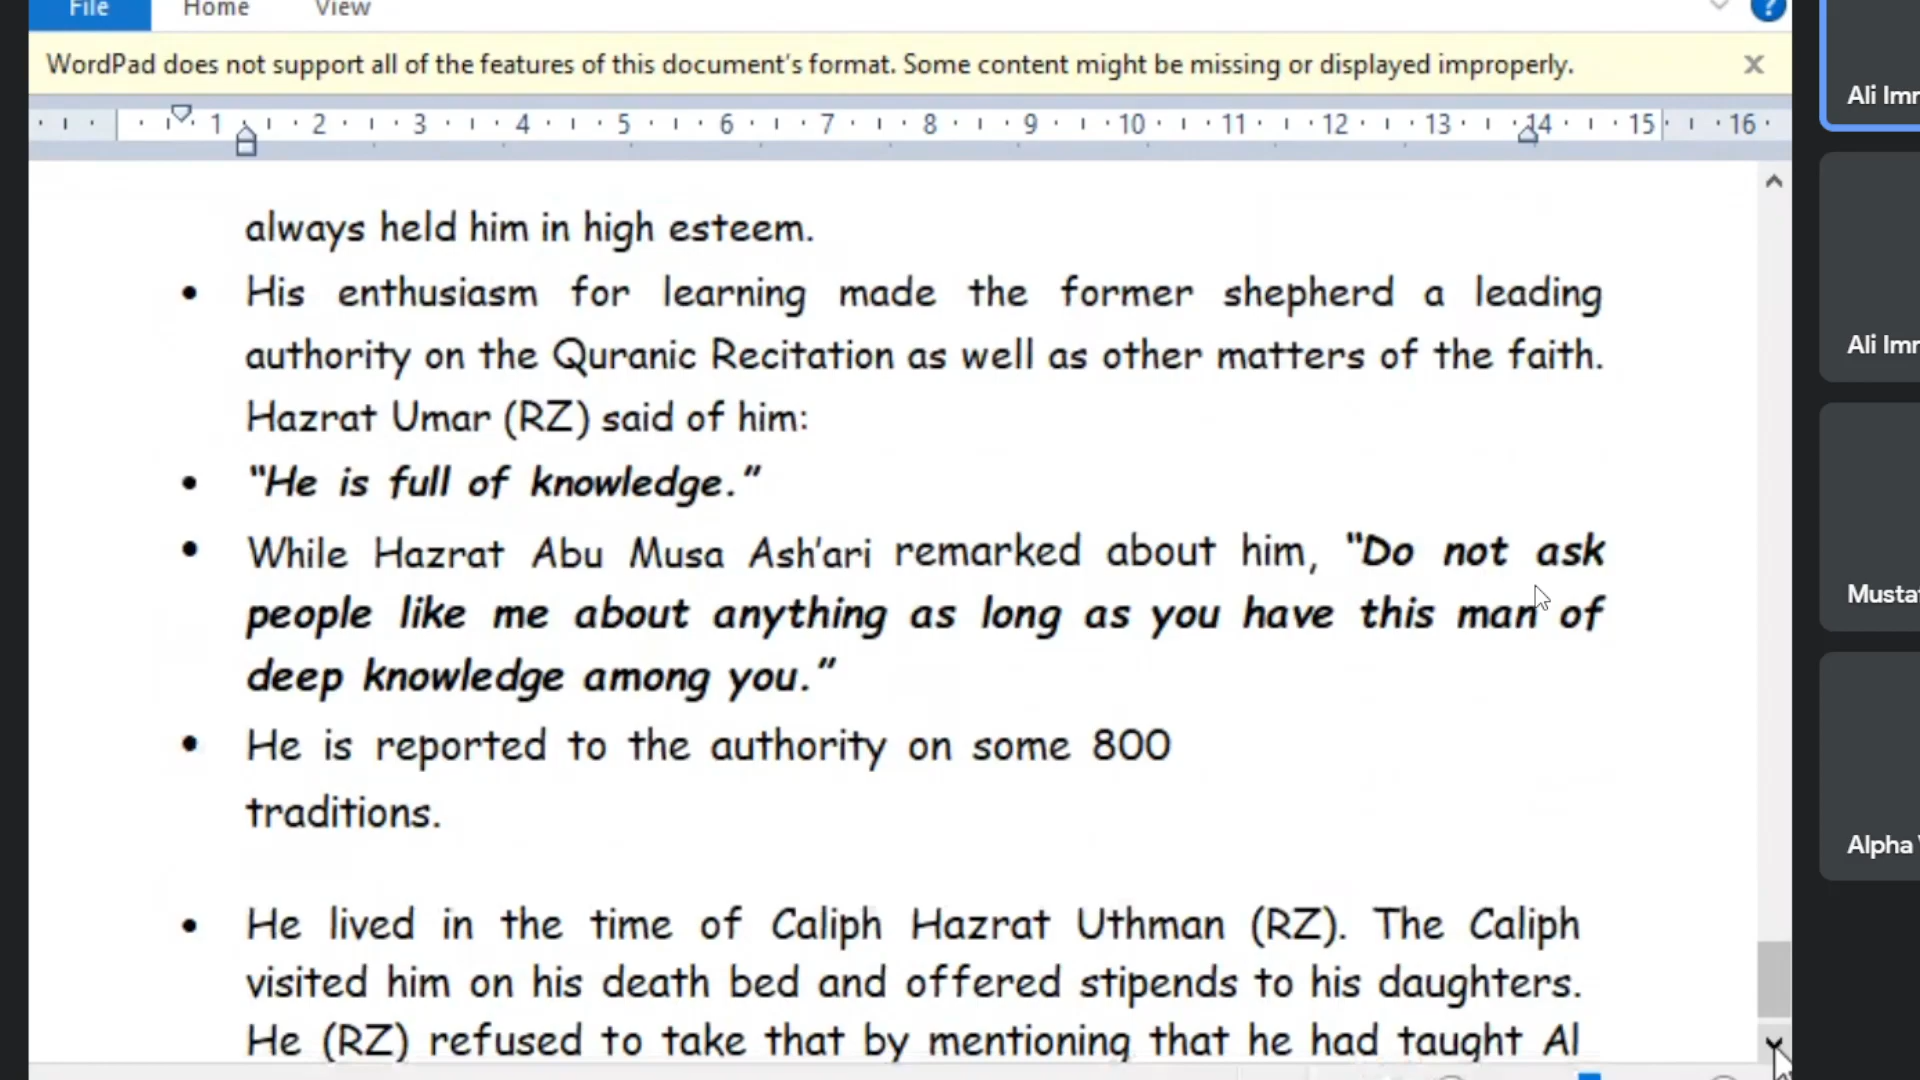 File Home View
WordPad does not support all of the features of this document's format. Some content might be missing or displayed improperly.
1 2 3 4 5 6 7 8 9 10 11 12 13 14 15 16
always held him in high esteem.
• His enthusiasm for learning made the former shepherd a leading
authority on the Quranic Recitation as well as other matters of the faith.
Hazrat Umar (RZ) said of him:
• “He is full of knowledge.”
• While Hazrat Abu Musa Ash’ari remarked about him, “Do not ask
people like me about anything as long as you have this man of
deep knowledge among you.”
• He is reported to the authority on some 800
traditions.
• He lived in the time of Caliph Hazrat Uthman (RZ). The Caliph
visited him on his death bed and offered stipends to his daughters.
He (RZ) refused to take that by mentioning that he had taught Al
Ali
Ali
Alpha